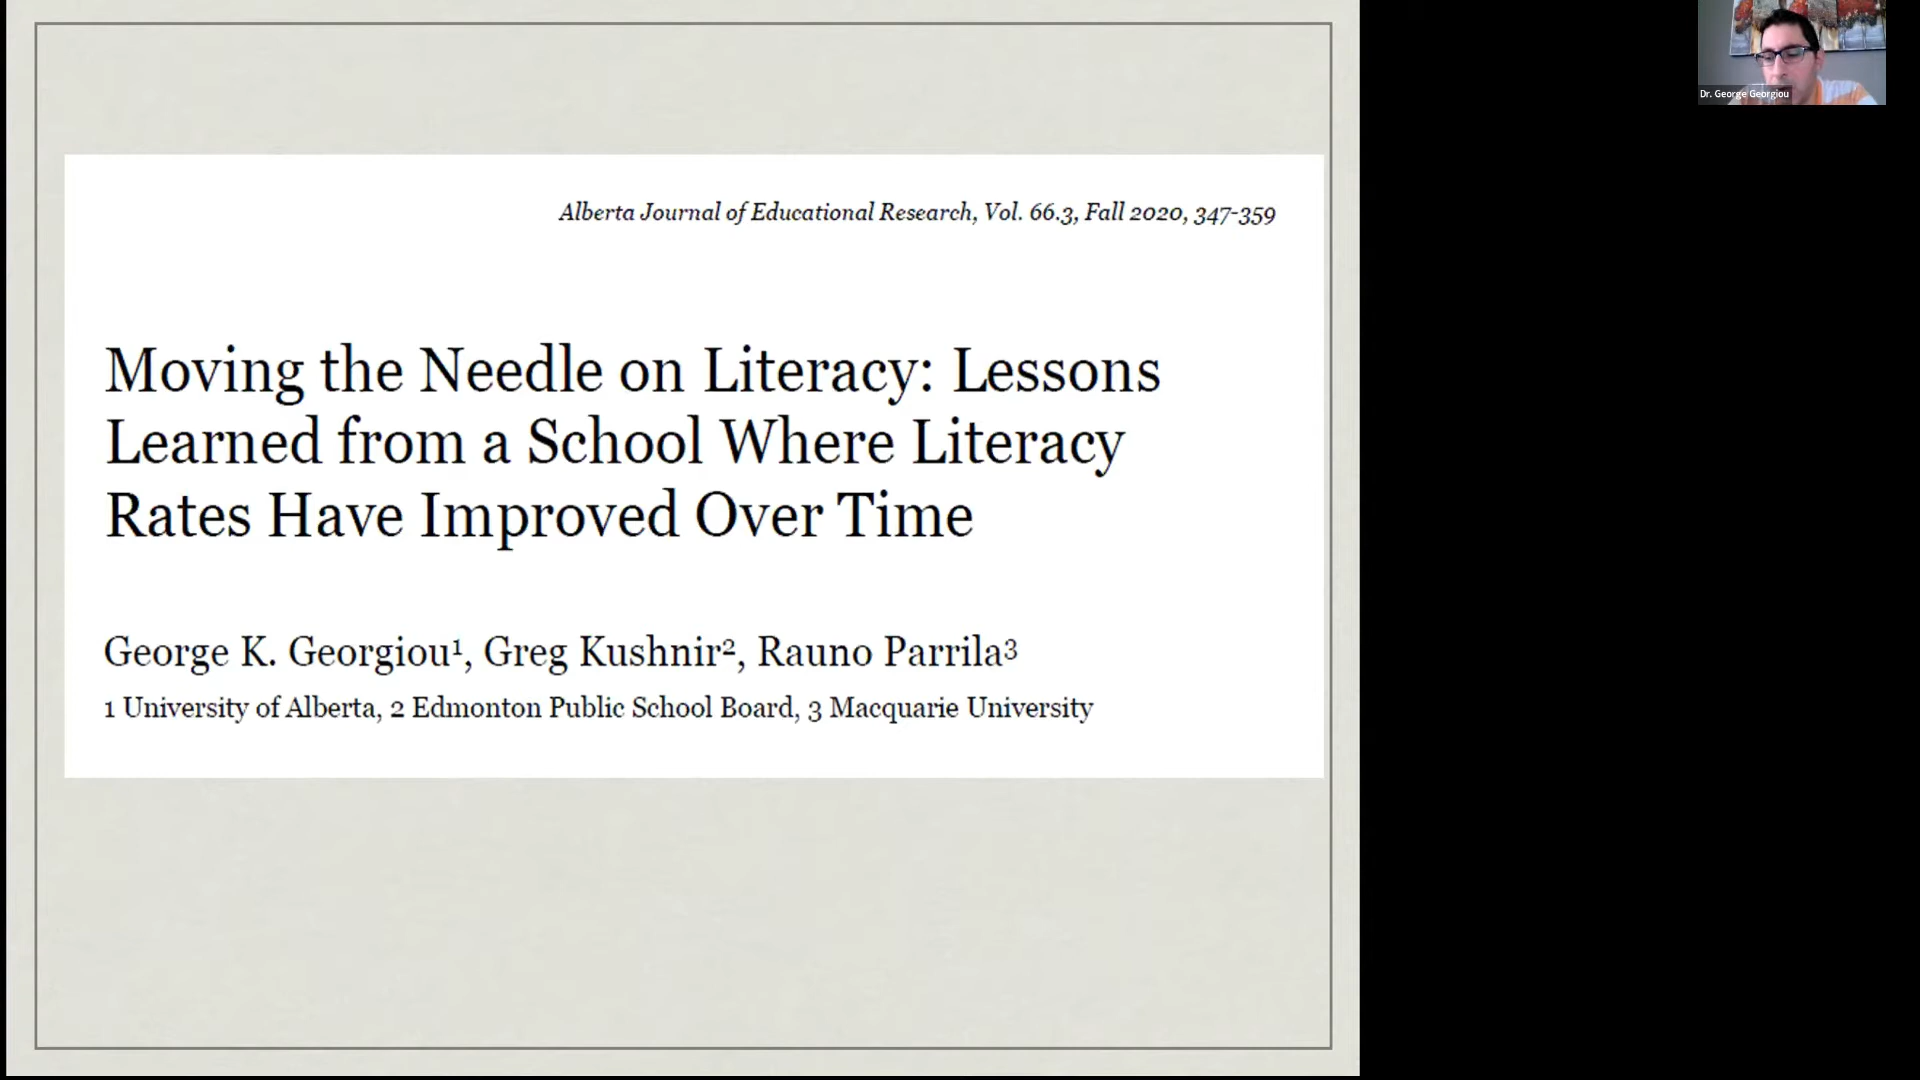 Alberta Journal of Educational Research, Vol. 66.3, Fall 2020, 347-359
Moving the Needle on Literacy: Lessons
Learned from a School Where Literacy
Rates Have Improved Over Time
George K. Georgiou¹, Greg Kushnir², Rauno Parrila³
1 University of Alberta, 2 Edmonton Public School Board, 3 Macquarie University
Dr. George Georgiou